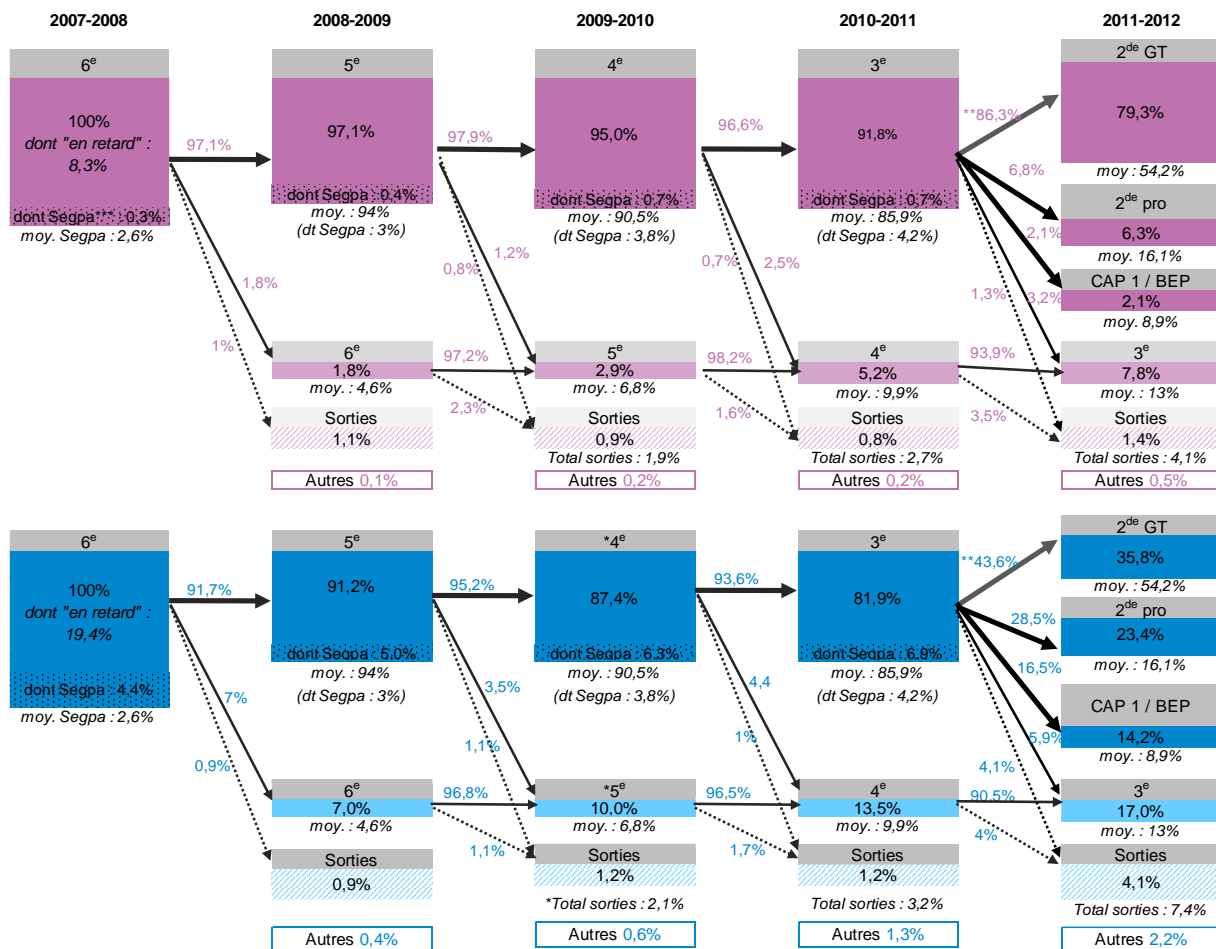 2007-2008
2008-2009
2009-2010
2010-2011
2011-2012
6e
100%
dont "en retard" :
8,3%
dont Segpa*** : 0,3%
moy. Segpa : 2,6%
97,1%
1,8%
1%
5e
97,1%
dont Segpa : 0,4%
moy. : 94%
(dt Segpa : 3%)
97,9%
1,2%
0,8%
4e
95,0%
dont Segpa : 0,7%
moy. : 90,5%
(dt Segpa : 3,8%)
96,6%
0,7%
2,5%
3e
91,8%
dont Segpa : 0,7%
moy. : 85,9%
(dt Segpa : 4,2%)
**86,3%
6,8%
2,1%
1,3%
3,2%
2de GT
79,3%
moy : 54,2%
2de pro
6,3%
moy. 16,1%
CAP 1 / BEP
2,1%
moy. 8,9%
6e
1,8%
moy. : 4,6%
97,2%
2,3%
5e
2,9%
moy. : 6,8%
98,2%
1,6%
4e
5,2%
moy. : 9,9%
93,9%
3,5%
3e
7,8%
moy. : 13%
Sorties
1,1%
Sorties
0,9%
Total sorties : 1,9%
Sorties
0,8%
Total sorties : 2,7%
Sorties
1,4%
Total sorties : 4,1%
Autres 0,1%
Autres 0,2%
Autres 0,2%
Autres 0,5%
6e
100%
dont "en retard" :
19,4%
dont Segpa : 4,4%
moy. Segpa : 2,6%
91,7%
7%
0,9%
5e
91,2%
dont Segpa : 5,0%
moy. : 94%
(dt Segpa : 3%)
95,2%
3,5%
1,1%
*4e
87,4%
dont Segpa : 6,3%
moy. : 90,5%
(dt Segpa : 3,8%)
93,6%
4,4
1%
3e
81,9%
dont Segpa : 6,9%
moy. : 85,9%
(dt Segpa : 4,2%)
**43,6%
28,5%
16,5%
5,9%
4,1%
2de GT
35,8%
moy. : 54,2%
2de pro
23,4%
moy. : 16,1%
CAP 1 / BEP
14,2%
moy. : 8,9%
6e
7,0%
moy. : 4,6%
96,8%
1,1%
*5e
10,0%
moy. : 6,8%
96,5%
1,7%
4e
13,5%
moy. : 9,9%
90,5%
4%
3e
17,0%
moy. : 13%
Sorties
0,9%
Sorties
1,2%
*Total sorties : 2,1%
Sorties
1,2%
Total sorties : 3,2%
Sorties
4,1%
Total sorties : 7,4%
Autres 0,4%
Autres 0,6%
Autres 1,3%
Autres 2,2%